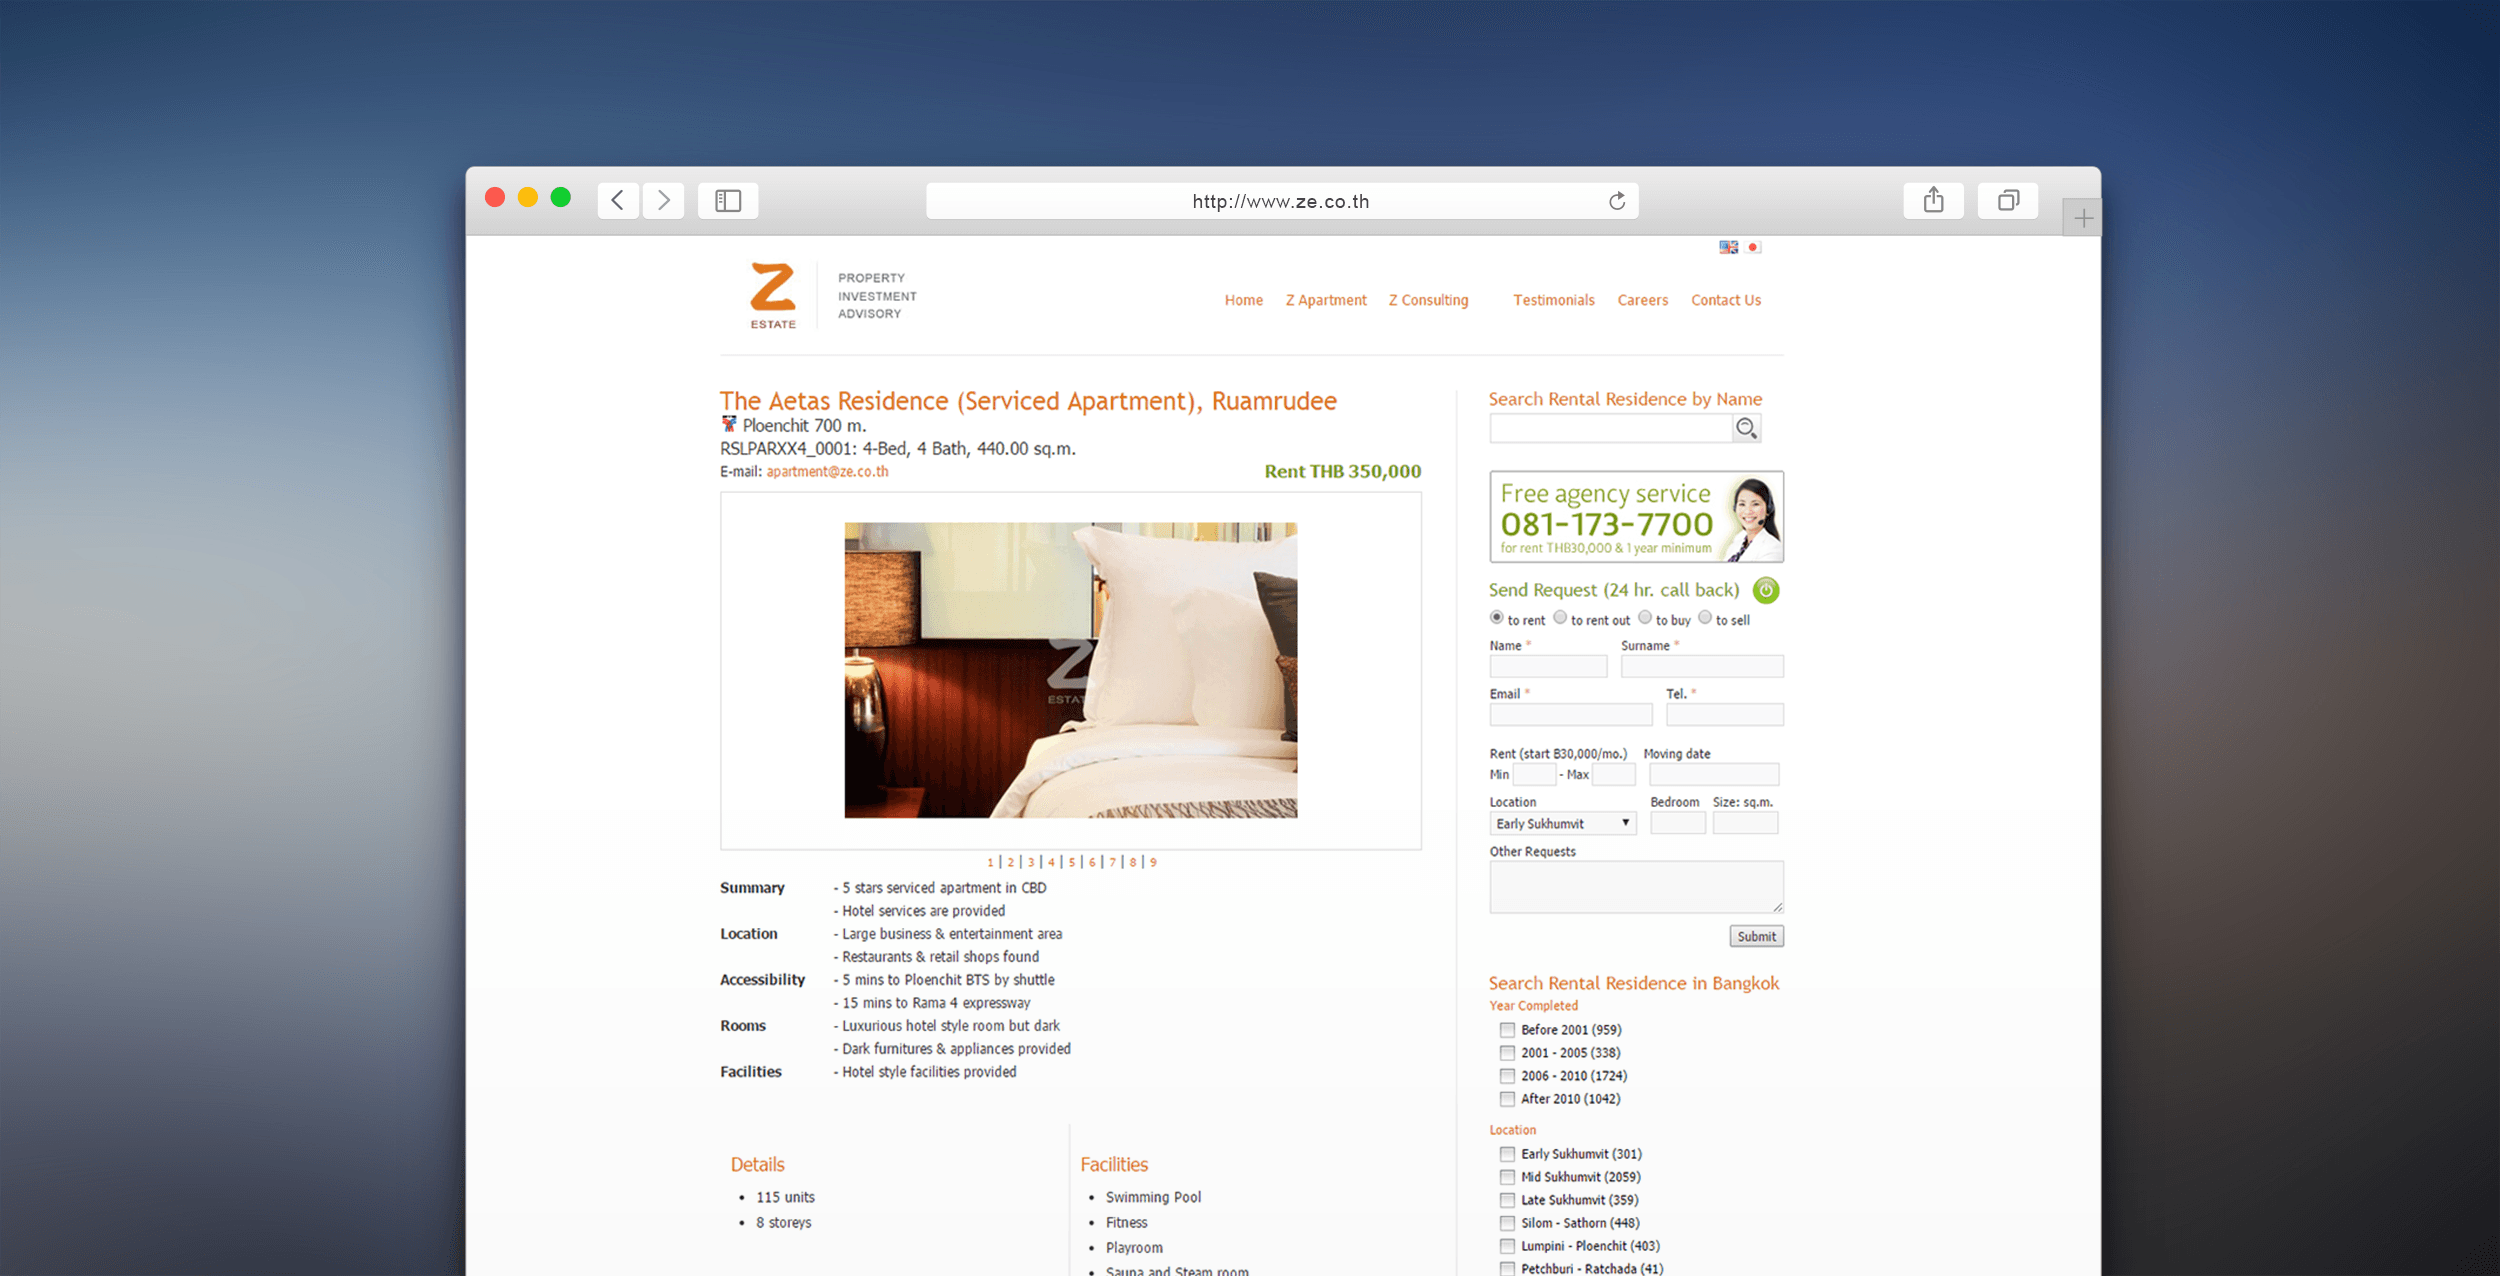 http://www.ze.co.th
Z
ESTATE
PROPERTY
INVESTMENT
ADVISORY
Home Z Apartment Z Consulting Testimonials Careers Contact Us
The Aetas Residence (Serviced Apartment), Ruamrudee
Ploenchit 700 m.
RSLPARXX4_0001: 4-Bed, 4 Bath, 440.00 sq.m.
E-mail: apartment@ze.co.th
Rent THB 350,000
Z
ESTATE
1 | 2 | 3 | 4 | 5 | 6 | 7 | 8 | 9
Summary - 5 stars serviced apartment in CBD
- Hotel services are provided
Location - Large business & entertainment area
- Restaurants & retail shops found
Accessibility - 5 mins to Ploenchit BTS by shuttle
- 15 mins to Rama 4 expressway
Rooms - Luxurious hotel style room but dark
- Dark furnitures & appliances provided
Facilities - Hotel style facilities provided
Details
• 115 units
• 8 storeys
Facilities
• Swimming Pool
• Fitness
• Playroom
• Sauna and Steam room
Search Rental Residence by Name
Free agency service
081-173-7700
for rent THB30,000 & 1 year minimum
Send Request (24 hr. call back)
to rent to rent out to buy to sell
Name * Surname *
Email * Tel. *
Rent (start ฿30,000/mo.) Moving date
Min - Max
Location Bedroom Size: sq.m.
Early Sukhumvit
Other Requests
Submit
Search Rental Residence in Bangkok
Year Completed
Before 2001 (959)
2001 - 2005 (338)
2006 - 2010 (1724)
After 2010 (1042)
Location
Early Sukhumvit (301)
Mid Sukhumvit (2059)
Late Sukhumvit (359)
Silom - Sathorn (448)
Lumpini - Ploenchit (403)
Petchburi - Ratchada (41)